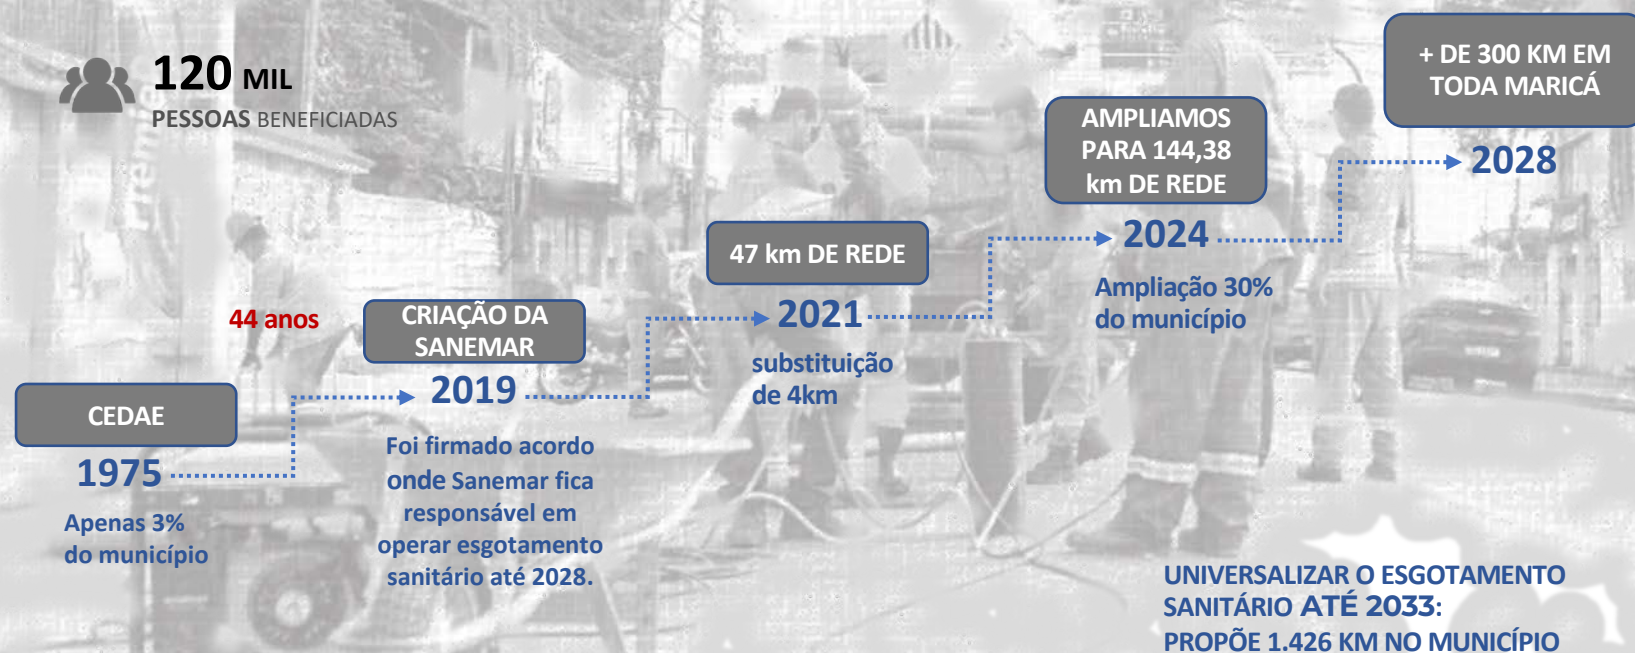 120 MIL
PESSOAS BENEFICIADAS
CEDAE
1975
Apenas 3%
do município
44 anos
CRIAÇÃO DA
SANEMAR
2019
Foi firmado acordo
onde Sanemar fica
responsável em
operar esgotamento
sanitário até 2028.
47 km DE REDE
2021
substituição
de 4km
AMPLIAMOS
PARA 144,38
km DE REDE
2024
Ampliação 30%
do município
+ DE 300 KM EM
TODA MARICÁ
2028
UNIVERSALIZAR O ESGOTAMENTO
SANITÁRIO ATÉ 2033:
PROPÕE 1.426 KM NO MUNICÍPIO